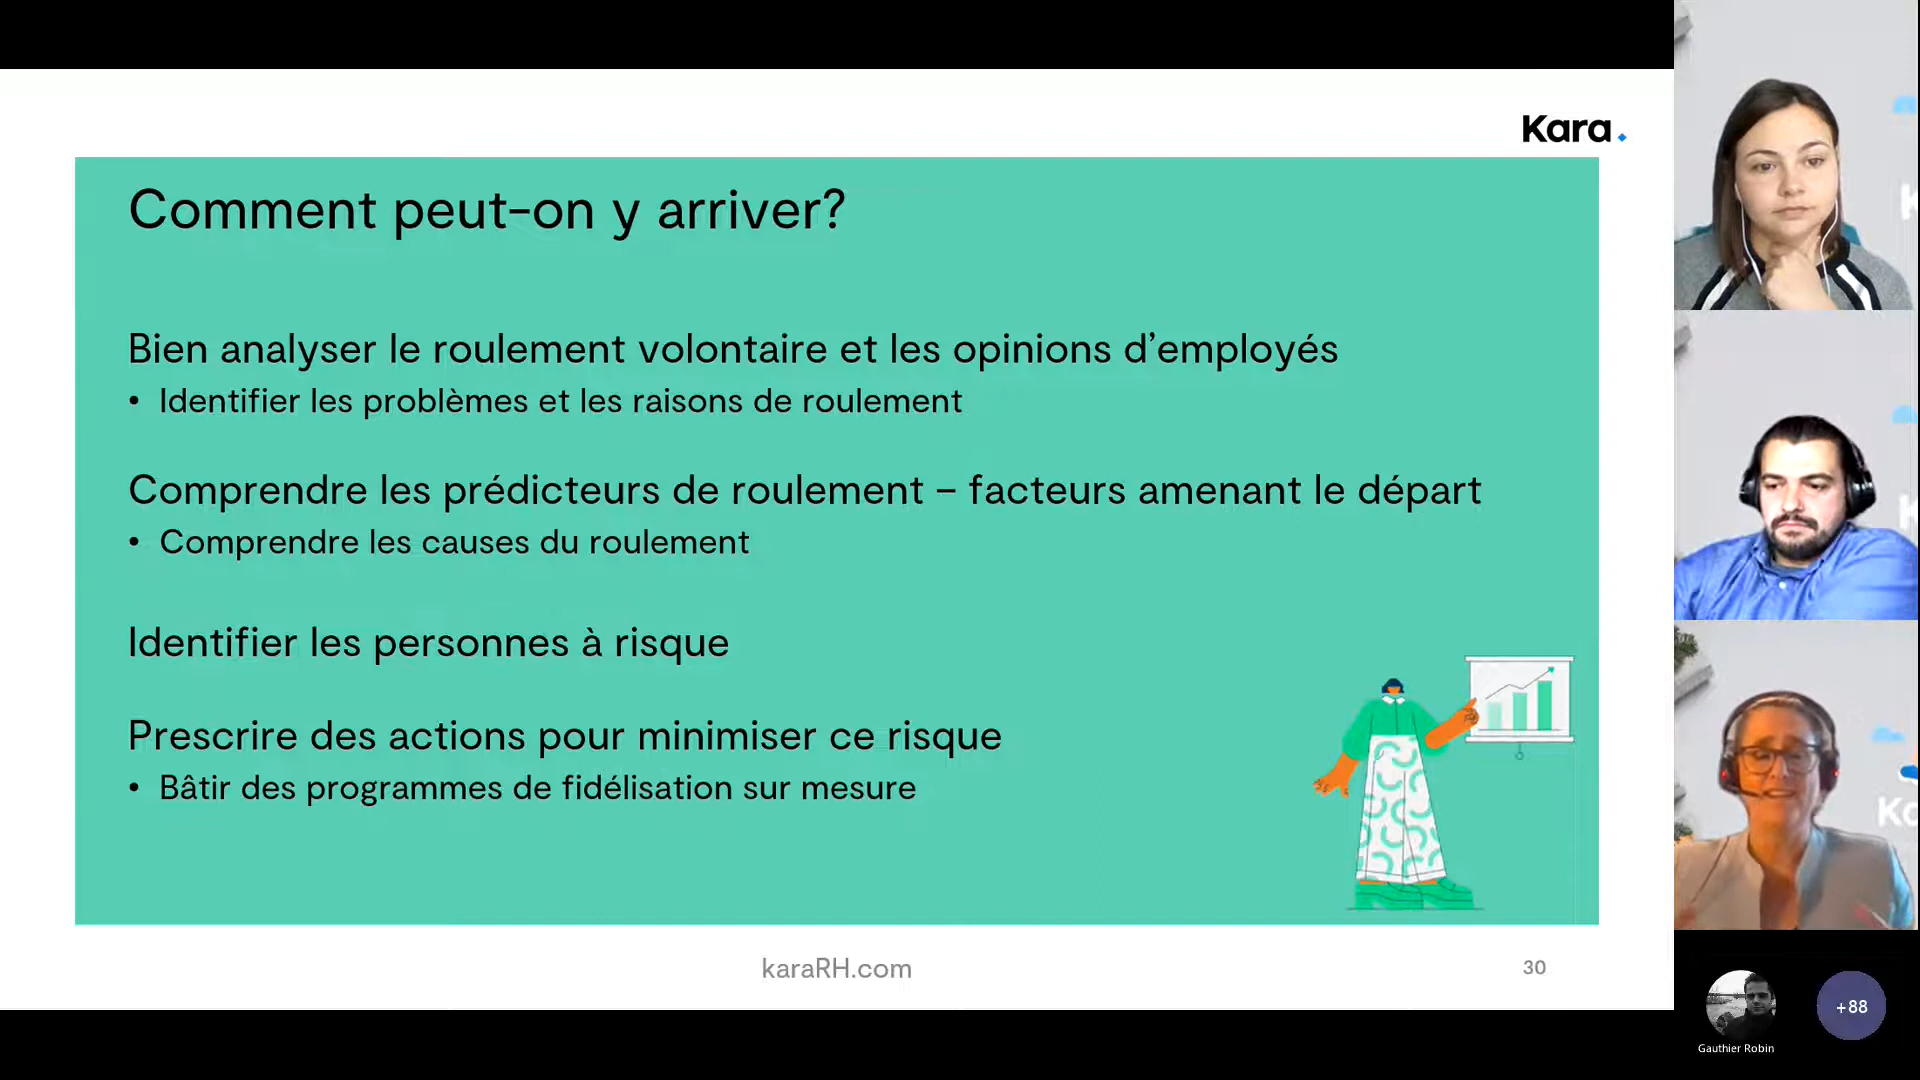 Kara
Comment peut-on y arriver?
Bien analyser le roulement volontaire et les opinions d’employés
• Identifier les problèmes et les raisons de roulement
Comprendre les prédicteurs de roulement – facteurs amenant le départ
• Comprendre les causes du roulement
Identifier les personnes à risque
Prescrire des actions pour minimiser ce risque
• Bâtir des programmes de fidélisation sur mesure
karaRH.com
30
+88
Gauthier Robin